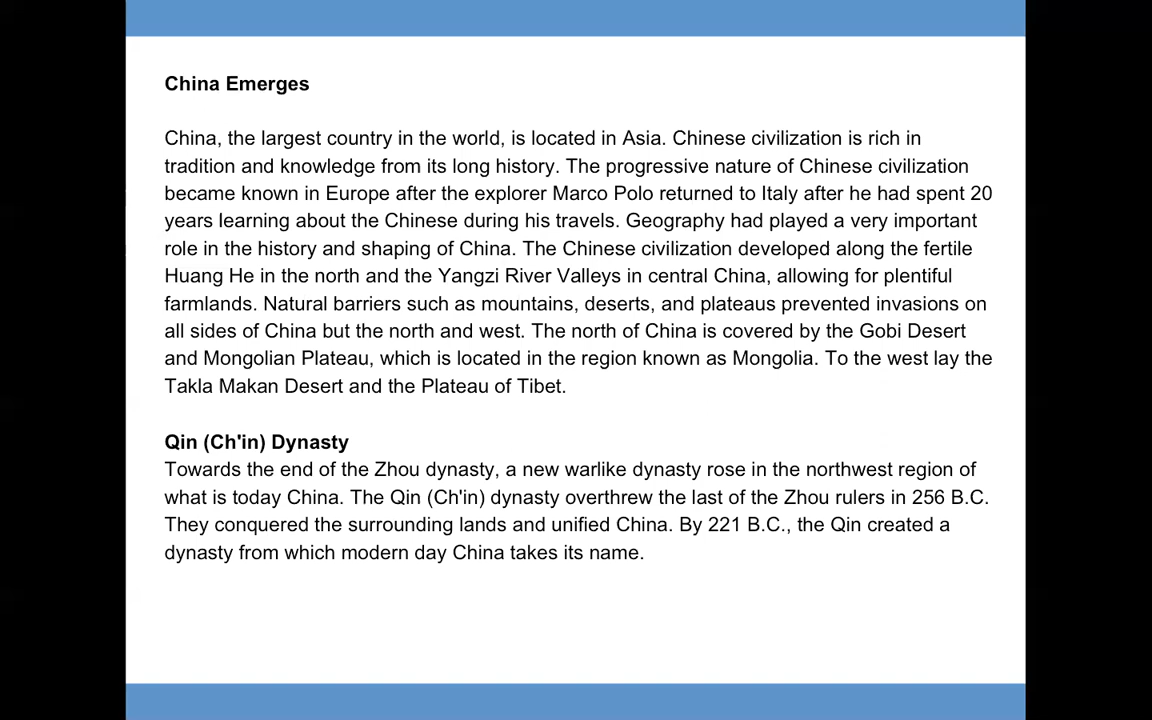 China Emerges
China, the largest country in the world, is located in Asia. Chinese civilization is rich in
tradition and knowledge from its long history. The progressive nature of Chinese civilization
became known in Europe after the explorer Marco Polo returned to Italy after he had spent 20
years learning about the Chinese during his travels. Geography had played a very important
role in the history and shaping of China. The Chinese civilization developed along the fertile
Huang He in the north and the Yangzi River Valleys in central China, allowing for plentiful
farmlands. Natural barriers such as mountains, deserts, and plateaus prevented invasions on
all sides of China but the north and west. The north of China is covered by the Gobi Desert
and Mongolian Plateau, which is located in the region known as Mongolia. To the west lay the
Takla Makan Desert and the Plateau of Tibet.
Qin (Ch'in) Dynasty
Towards the end of the Zhou dynasty, a new warlike dynasty rose in the northwest region of
what is today China. The Qin (Ch'in) dynasty overthrew the last of the Zhou rulers in 256 B.C.
They conquered the surrounding lands and unified China. By 221 B.C., the Qin created a
dynasty from which modern day China takes its name.